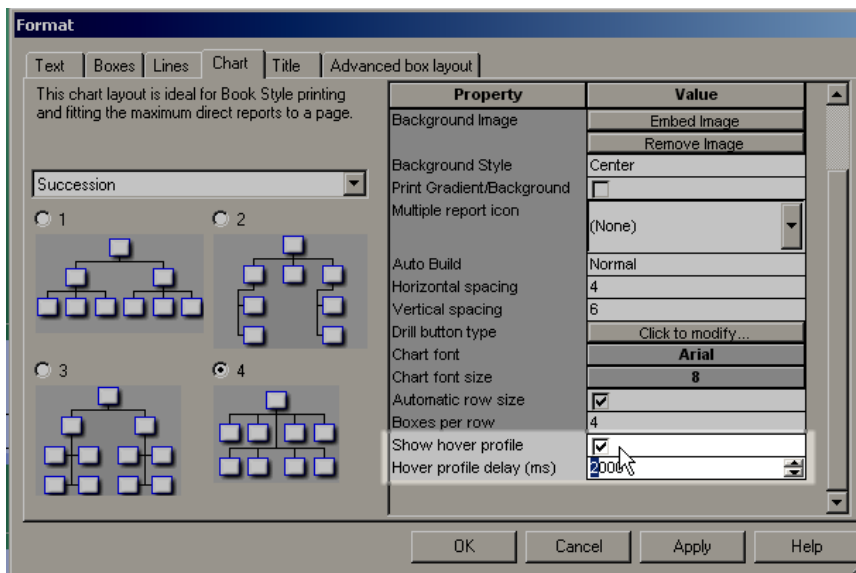 Format
Text Boxes Lines Chart Title Advanced box layout
This chart layout is ideal for Book Style printing
and fitting the maximum direct reports to a page.
Succession
1 2
3 4
Property Value
Background Image Embed Image
Remove Image
Background Style Center
Print Gradient/Background
Multiple report icon (None)
Auto Build Normal
Horizontal spacing 4
Vertical spacing 6
Drill button type Click to modify...
Chart font Arial
Chart font size 8
Automatic row size
Boxes per row 4
Show hover profile
Hover profile delay (ms) 2000
OK Cancel Apply Help